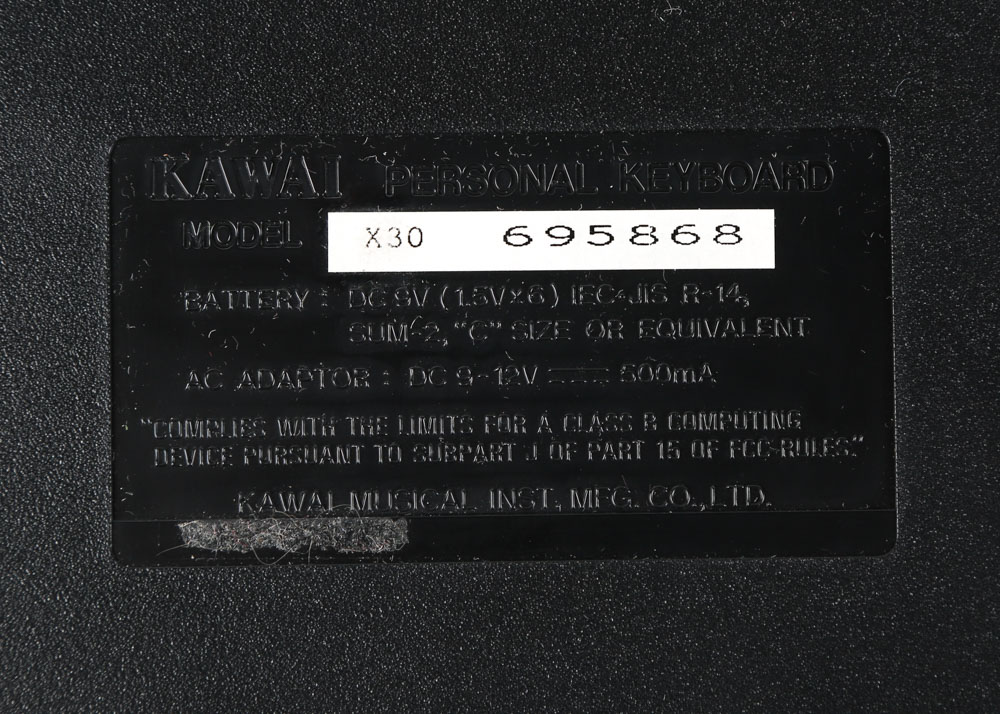 KAWAI PERSONAL KEYBOARD
MODEL X30 695868
BATTERY : DC 9V (1.5V×6) IEC·JIS R-14,
SUM-2, "C" SIZE OR EQUIVALENT
AC ADAPTOR : DC 9-12V ⎓ 500mA
"COMPLIES WITH THE LIMITS FOR A CLASS B COMPUTING
DEVICE PURSUANT TO SUBPART J OF PART 15 OF FCC-RULES."
KAWAI MUSICAL INST. MFG. CO., LTD.